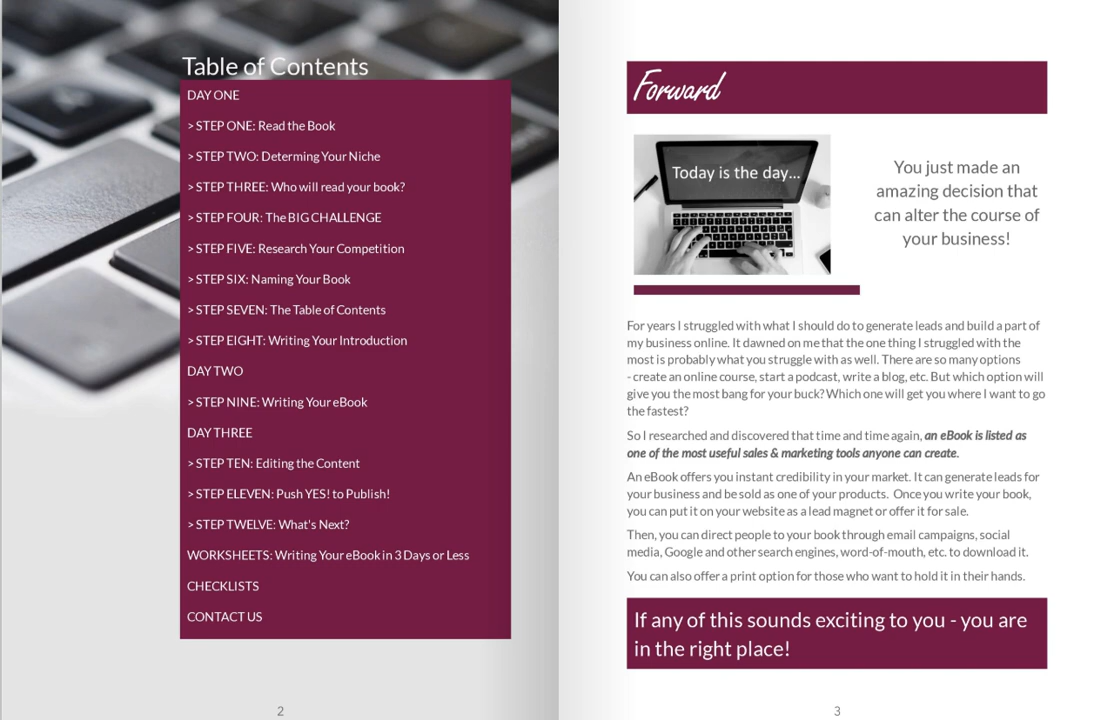 Table of Contents
DAY ONE
> STEP ONE: Read the Book
> STEP TWO: Determing Your Niche
> STEP THREE: Who will read your book?
> STEP FOUR: The BIG CHALLENGE
> STEP FIVE: Research Your Competition
> STEP SIX: Naming Your Book
> STEP SEVEN: The Table of Contents
> STEP EIGHT: Writing Your Introduction
DAY TWO
> STEP NINE: Writing Your eBook
DAY THREE
> STEP TEN: Editing the Content
> STEP ELEVEN: Push YES! to Publish!
> STEP TWELVE: What's Next?
WORKSHEETS: Writing Your eBook in 3 Days or Less
CHECKLISTS
CONTACT US
2
Forward
Today is the day...
You just made an
amazing decision that
can alter the course of
your business!
For years I struggled with what I should do to generate leads and build a part of
my business online. It dawned on me that the one thing I struggled with the
most is probably what you struggle with as well. There are so many options
- create an online course, start a podcast, write a blog, etc. But which option will
give you the most bang for your buck? Which one will get you where I want to go
the fastest?
So I researched and discovered that time and time again, an eBook is listed as
one of the most useful sales & marketing tools anyone can create.
An eBook offers you instant credibility in your market. It can generate leads for
your business and be sold as one of your products. Once you write your book,
you can put it on your website as a lead magnet or offer it for sale.
Then, you can direct people to your book through email campaigns, social
media, Google and other search engines, word-of-mouth, etc. to download it.
You can also offer a print option for those who want to hold it in their hands.
If any of this sounds exciting to you - you are
in the right place!
3